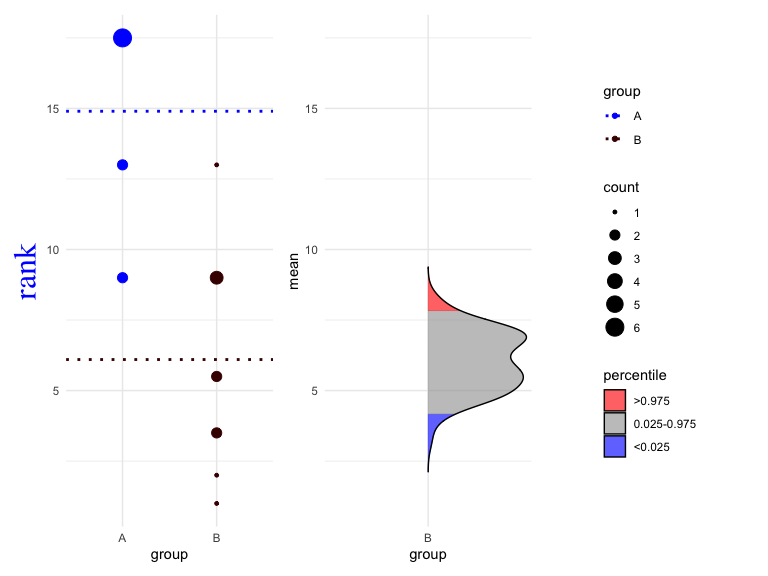 rank
15
10
5
A
B
group
mean
15
10
5
B
group
group
A
B
count
1
2
3
4
5
6
percentile
>0.975
0.025-0.975
<0.025